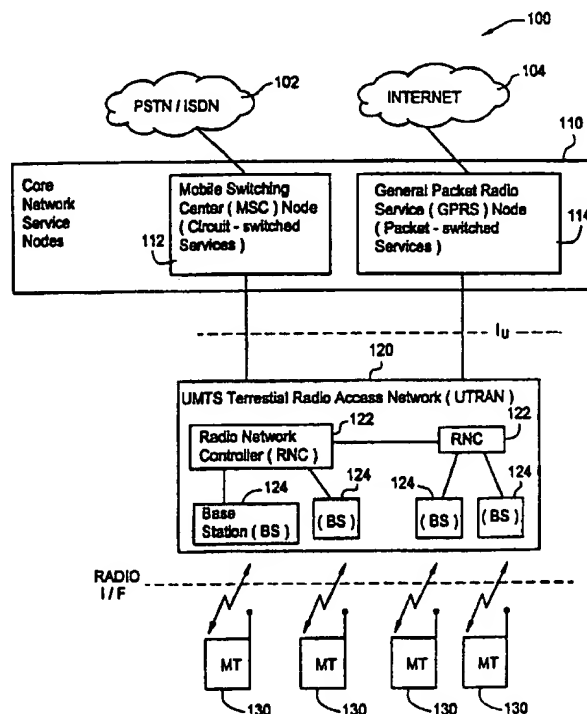 100
102
104
PSTN / ISDN
INTERNET
110
Core
Network
Service
Nodes
Mobile Switching
Center ( MSC ) Node
( Circuit - switched
Services )
112
General Packet Radio
Service ( GPRS ) Node
( Packet - switched
Services )
114
IU
120
UMTS Terrestial Radio Access Network ( UTRAN )
122
Radio Network
Controller ( RNC )
RNC
122
124
Base
Station ( BS )
124
( BS )
124
( BS )
124
( BS )
RADIO
I / F
MT
MT
MT
MT
130
130
130
130